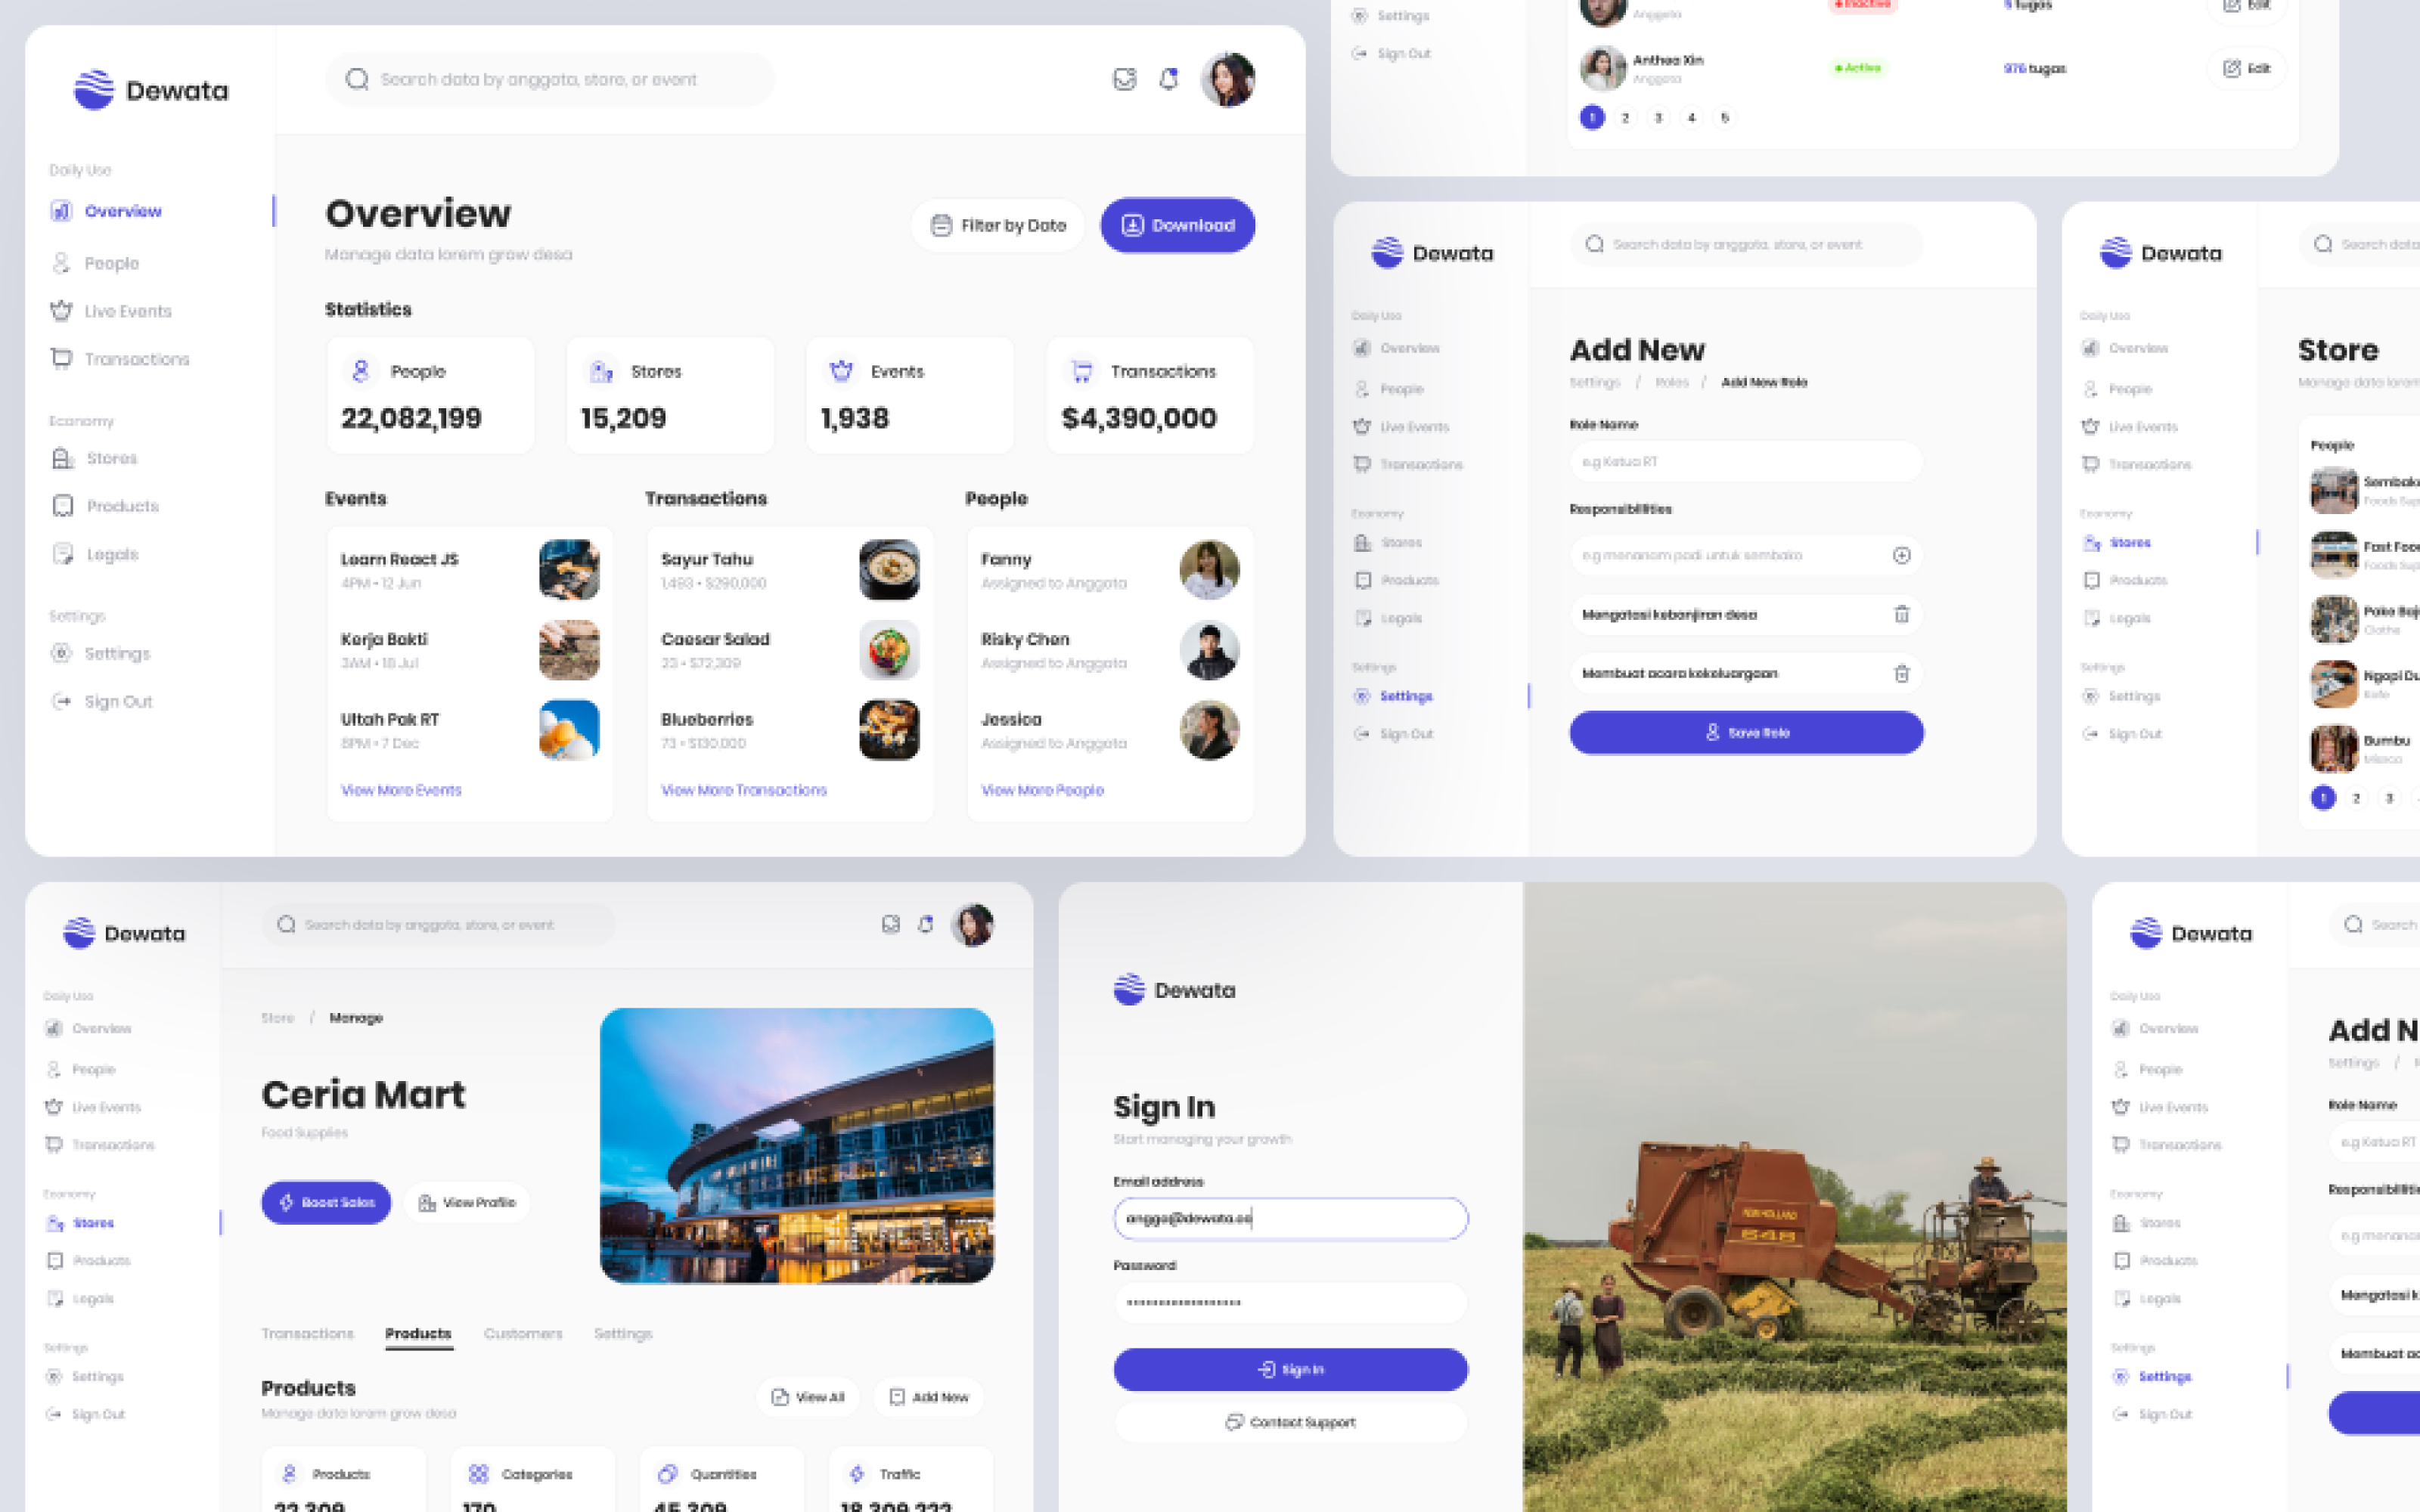 Dewata
Search data by anggota, store, or event
Daily Use
Overview
People
Live Events
Transactions
Economy
Stores
Products
Legals
Settings
Settings
Sign Out
Overview
Manage data lorem grow desa
Filter by Date
Download
Statistics
People
22,082,199
Stores
15,209
Events
1,938
Transactions
$4,390,000
Events
Learn React JS
4PM • 12 Jun
Kerja Bakti
3AM • 18 Jul
Ultah Pak RT
8PM • 7 Dec
View More Events
Transactions
Sayur Tahu
1,493 • $290,000
Caesar Salad
23 • $72,309
Blueberries
73 • $130,000
View More Transactions
People
Fanny
Assigned to Anggota
Risky Chen
Assigned to Anggota
Jessica
Assigned to Anggota
View More People
Settings
Sign Out
Anggota
Inactive
tugas
Edit
Anthea Xin
Anggota
Active
976 tugas
Edit
1 2 3 4 5
Dewata
Search data by anggota, store, or event
Daily Use
Overview
People
Live Events
Transactions
Economy
Stores
Products
Legals
Settings
Settings
Sign Out
Add New
Settings / Roles / Add New Role
Role Name
e.g Ketua RT
Responsibilities
e.g menanam padi untuk sembako
Mengatasi kebanjiran desa
Membuat acara kekeluargaan
Save Role
Dewata
Search data
Daily Use
Overview
People
Live Events
Transactions
Economy
Stores
Products
Legals
Settings
Settings
Sign Out
Store
Manage data lorem
People
Sembak
Foods Sup
Fast Foo
Foods Sup
Pake Baj
Clothe
Ngopi Du
Kafe
Bumbu
1 2 3
Dewata
Search data by anggota, store, or event
Daily Use
Overview
People
Live Events
Transactions
Economy
Stores
Products
Legals
Settings
Settings
Sign Out
Store / Manage
Ceria Mart
Food Supplies
Boost Sales
View Profile
Transactions
Products
Customers
Settings
Products
Manage data lorem grow desa
View All
Add New
Products
22,309
Categories
170
Quantities
45,309
Traffic
18,309,222
Dewata
Sign In
Start managing your growth
Email address
angga@dewata.co
Password
Sign In
Contact Support
NEW HOLLAND
648
Dewata
Search
Daily Use
Overview
People
Live Events
Transactions
Economy
Stores
Products
Legals
Settings
Settings
Sign Out
Add N
Settings /
Role Name
e.g Ketua RT
Responsibilitie
e.g menana
Mengatasi k
Membuat ac